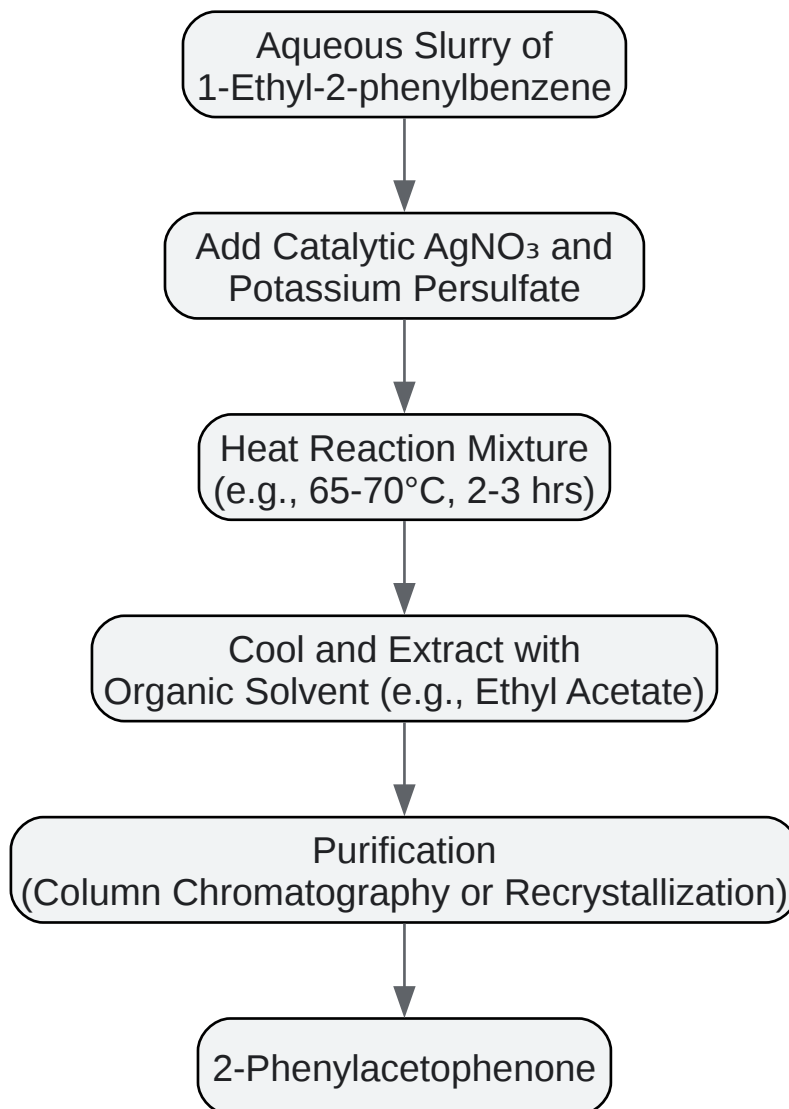 Aqueous Slurry of
1-Ethyl-2-phenylbenzene
Add Catalytic AgNO₃ and
Potassium Persulfate
Heat Reaction Mixture
(e.g., 65-70°C, 2-3 hrs)
Cool and Extract with
Organic Solvent (e.g., Ethyl Acetate)
Purification
(Column Chromatography or Recrystallization)
2-Phenylacetophenone